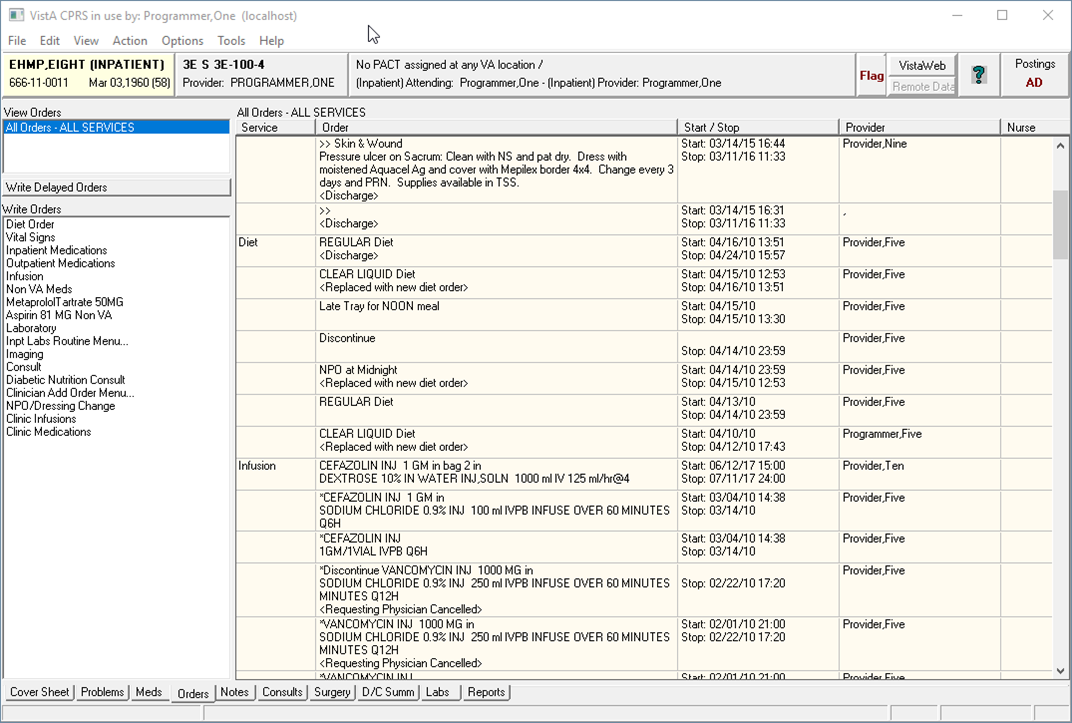 VistA CPRS in use by: Programmer,One (localhost)
File Edit View Action Options Tools Help
EHMP,EIGHT (INPATIENT)
666-11-0011 Mar 03,1960 (58)
3E S 3E-100-4
Provider: PROGRAMMER,ONE
No PACT assigned at any VA location /
(Inpatient) Attending: Programmer,One - (Inpatient) Provider: Programmer,One
Flag
VistaWeb
Remote Data
?
Postings
AD
View Orders
All Orders - ALL SERVICES
Write Delayed Orders
Write Orders
Diet Order
Vital Signs
Inpatient Medications
Outpatient Medications
Infusion
Non VA Meds
MetaprololTartrate 50MG
Aspirin 81 MG Non VA
Laboratory
Inpt Labs Routine Menu...
Imaging
Consult
Diabetic Nutrition Consult
Clinician Add Order Menu...
NPO/Dressing Change
Clinic Infusions
Clinic Medications
All Orders - ALL SERVICES
Service Order Start / Stop Provider Nurse
>> Skin & Wound Start: 03/14/15 16:44 Provider,Nine
Pressure ulcer on Sacrum: Clean with NS and pat dry. Dress with Stop: 03/11/16 11:33
moistened Aquacel Ag and cover with Mepilex border 4x4. Change every 3
days and PRN. Supplies available in TSS.
<Discharge>
>> Start: 03/14/15 16:31 ,
<Discharge> Stop: 03/11/16 11:33
Diet REGULAR Diet Start: 04/16/10 13:51 Provider,Five
<Discharge> Stop: 04/24/10 15:57
CLEAR LIQUID Diet Start: 04/15/10 12:53 Provider,Five
<Replaced with new diet order> Stop: 04/16/10 13:51
Late Tray for NOON meal Start: 04/15/10 Provider,Five
Stop: 04/15/10 13:30
Discontinue Provider,Five
Stop: 04/14/10 23:59
NPO at Midnight Start: 04/14/10 23:59 Provider,Five
<Replaced with new diet order> Stop: 04/15/10 12:53
REGULAR Diet Start: 04/13/10 Provider,Five
Stop: 04/14/10 23:59
CLEAR LIQUID Diet Start: 04/10/10 Programmer,Five
<Replaced with new diet order> Stop: 04/12/10 17:43
Infusion CEFAZOLIN INJ 1 GM in bag 2 in Start: 06/12/17 15:00 Provider,Ten
DEXTROSE 10% IN WATER INJ,SOLN 1000 ml IV 125 ml/hr@4 Stop: 07/11/17 24:00
*CEFAZOLIN INJ 1 GM in Start: 03/04/10 14:38 Provider,Five
SODIUM CHLORIDE 0.9% INJ 100 ml IVPB INFUSE OVER 60 MINUTES Stop: 03/14/10
Q6H
*CEFAZOLIN INJ Start: 03/04/10 14:38 Provider,Five
1GM/1VIAL IVPB Q6H Stop: 03/14/10
*Discontinue VANCOMYCIN INJ 1000 MG in Provider,Five
SODIUM CHLORIDE 0.9% INJ 250 ml IVPB INFUSE OVER 60 MINUTES Stop: 02/22/10 17:20
MINUTES Q12H
<Requesting Physician Cancelled>
*VANCOMYCIN INJ 1000 MG in Start: 02/01/10 21:00 Provider,Five
SODIUM CHLORIDE 0.9% INJ 250 ml IVPB INFUSE OVER 60 MINUTES Stop: 02/22/10 17:20
MINUTES Q12H
<Requesting Physician Cancelled>
*VANCOMYCIN INJ Start: 02/01/10 21:00 Provider,Five
Cover Sheet Problems Meds Orders Notes Consults Surgery D/C Summ Labs Reports